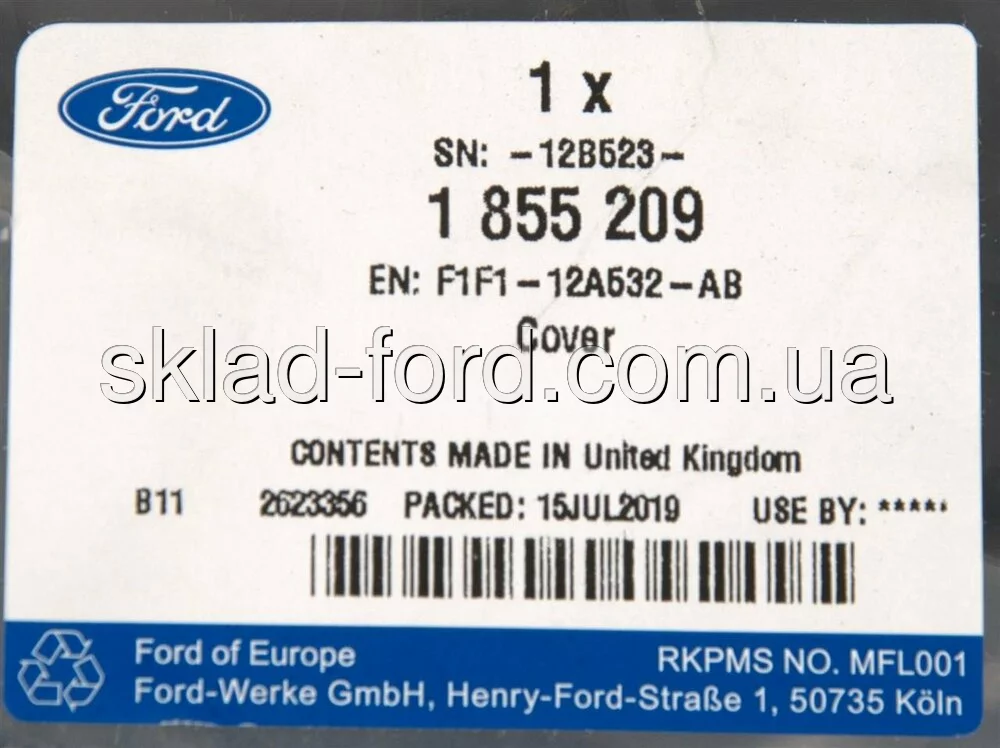 Ford
1 x
SN: -12B523-
1 855 209
EN: F1F1-12A532-AB
Cover
sklad-ford.com.ua
CONTENTS MADE IN United Kingdom
B11 2623356 PACKED: 15JUL2019 USE BY: *****
Ford of Europe RKPMS NO. MFL001
Ford-Werke GmbH, Henry-Ford-Straße 1, 50735 Köln